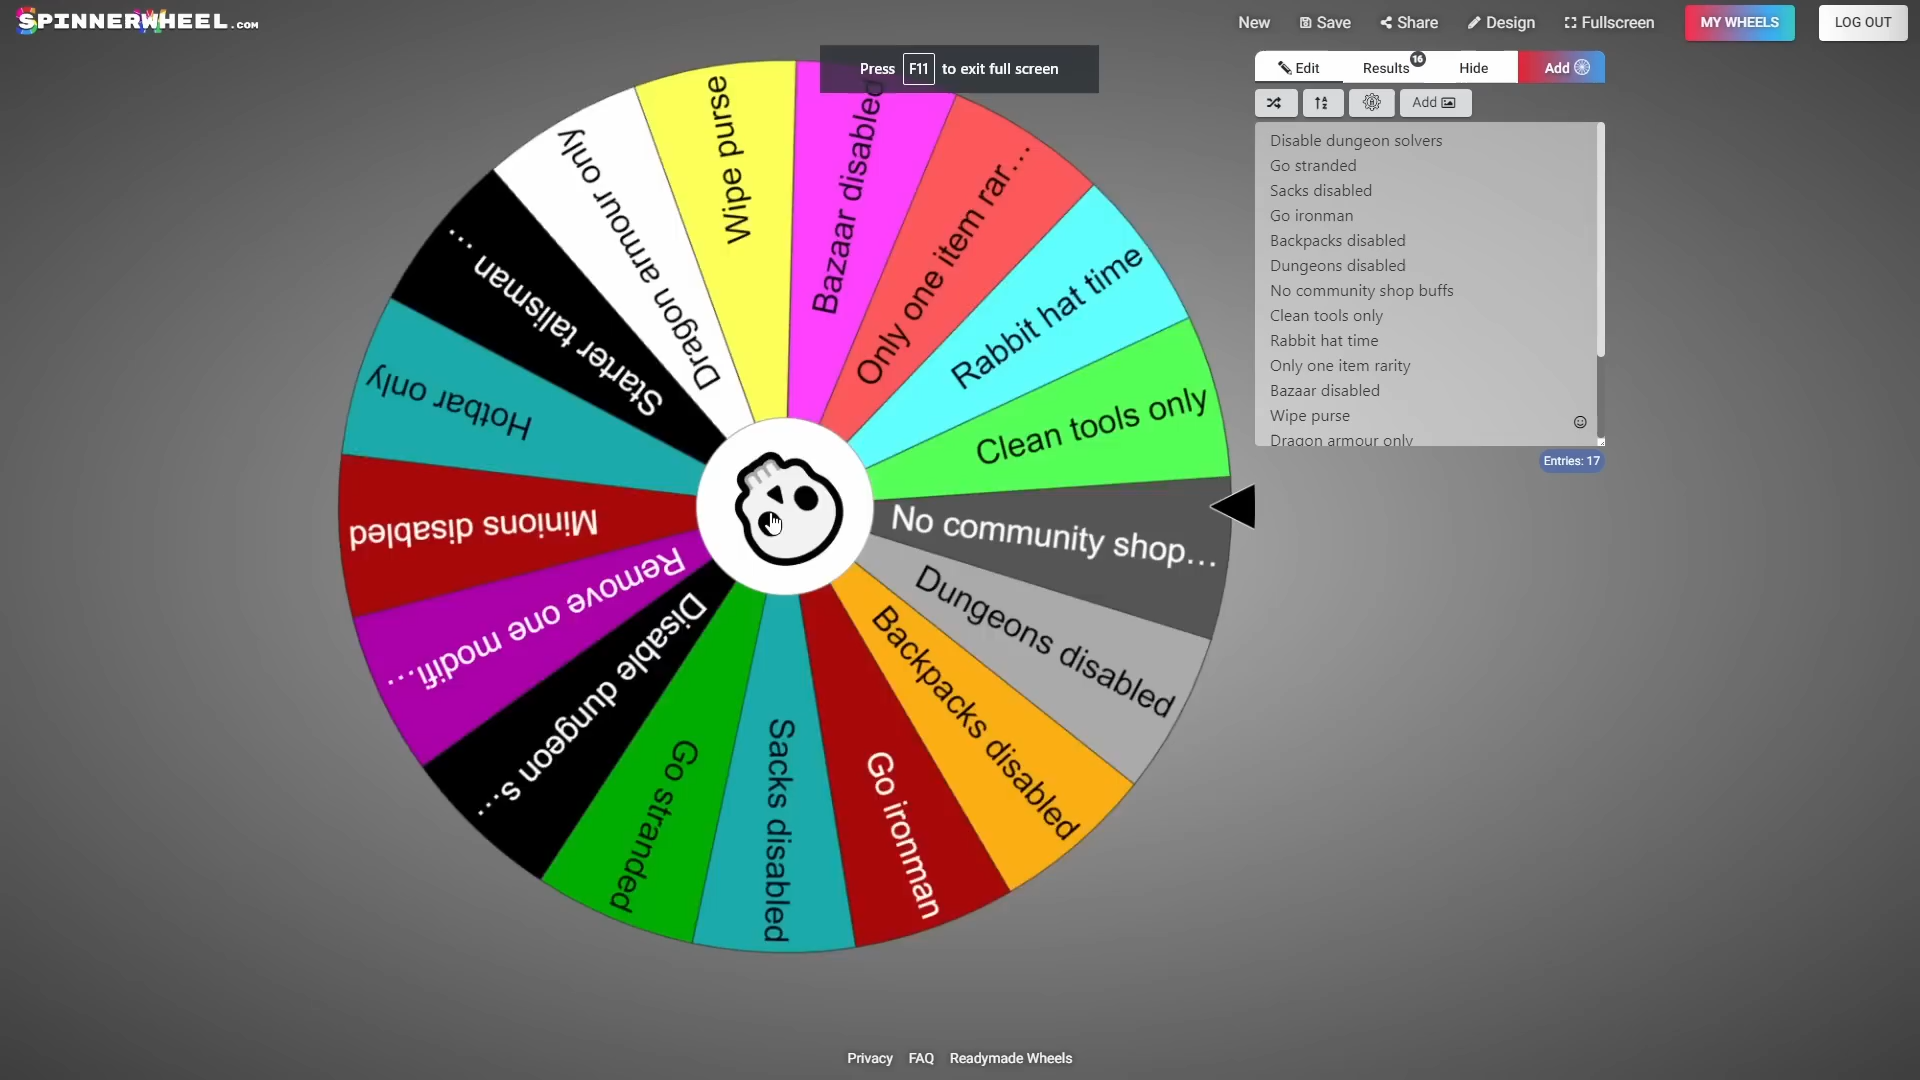 SPINNERWHEEL.COM
New
Save
Share
Design
Fullscreen
MY WHEELS
LOG OUT
Press F11 to exit full screen
Edit
Results 16
Hide
Add
Add
Disable dungeon solvers
Go stranded
Sacks disabled
Go ironman
Backpacks disabled
Dungeons disabled
No community shop buffs
Clean tools only
Rabbit hat time
Only one item rarity
Bazaar disabled
Wipe purse
Dragon armour only
Entries: 17
Wipe purse
Bazaar disabled
Only one item rar...
Rabbit hat time
Clean tools only
No community shop...
Dungeons disabled
Backpacks disabled
Go ironman
Sacks disabled
Go stranded
Disable dungeon s...
Remove one modifi...
Minions disabled
Hotbar only
Starter talisman ...
Dragon armour only
Privacy
FAQ
Readymade Wheels